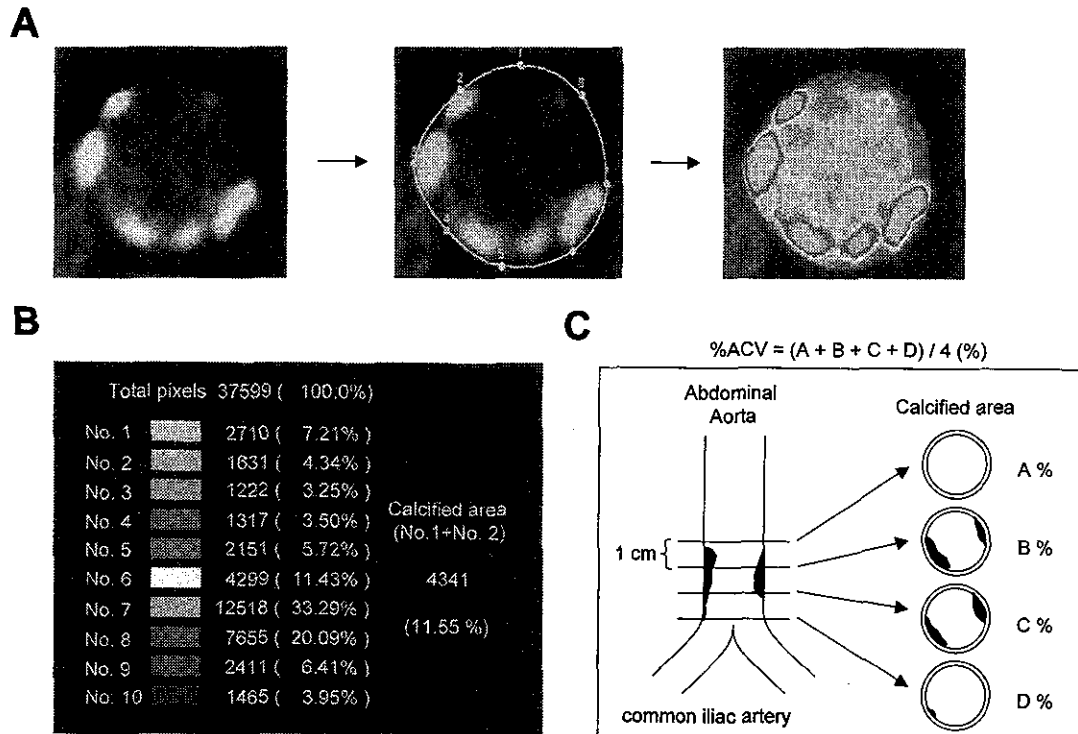 A
B
Total pixels 37599 ( 100.0%)
No. 1 2710 ( 7.21% )
No. 2 1631 ( 4.34% )
No. 3 1222 ( 3.25% )
No. 4 1317 ( 3.50% )
No. 5 2151 ( 5.72% )
No. 6 4299 ( 11.43% )
No. 7 12518 ( 33.29% )
No. 8 7655 ( 20.09% )
No. 9 2411 ( 6.41% )
No. 10 1465 ( 3.95% )
Calcified area
(No.1+No. 2)
4341
(11.55 %)
C
%ACV = (A + B + C + D) / 4 (%)
Abdominal
Aorta
Calcified area
1 cm
A %
B %
C %
D %
common iliac artery